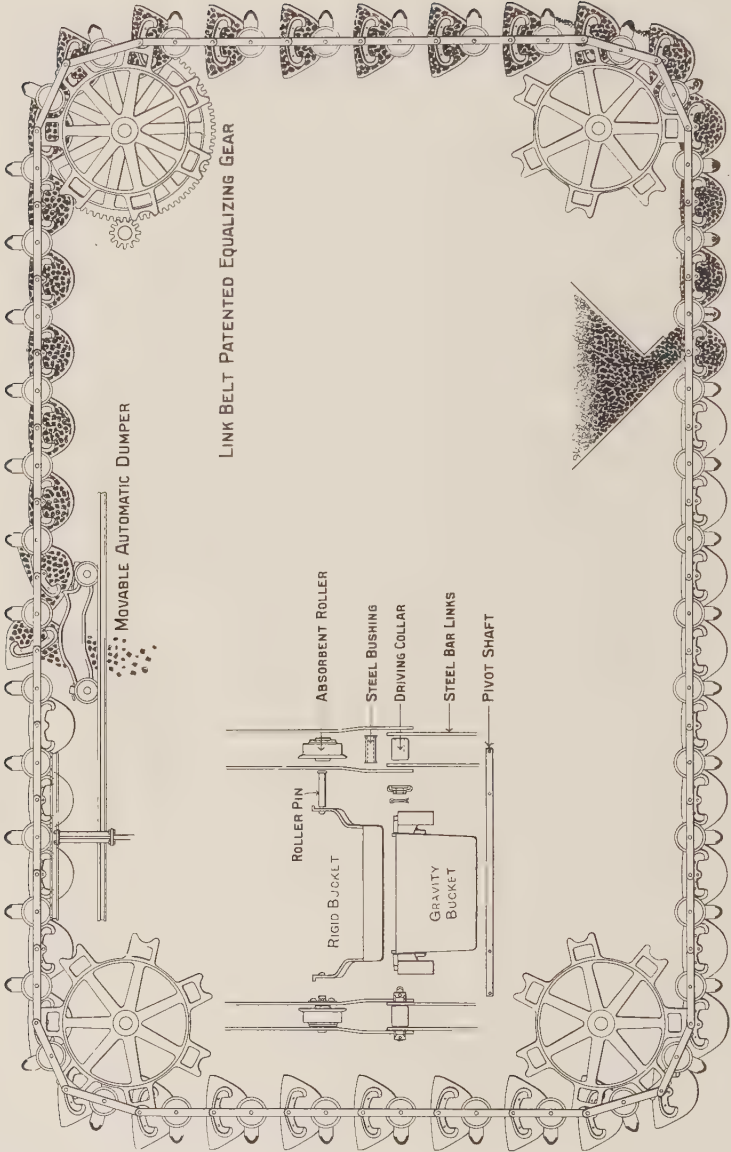 LINK BELT PATENTED EQUALIZING GEAR
MOVABLE AUTOMATIC DUMPER
ABSORBENT ROLLER
STEEL BUSHING
DRIVING COLLAR
STEEL BAR LINKS
PIVOT SHAFT
ROLLER PIN
RIGID BUCKET
GRAVITY
BUCKET